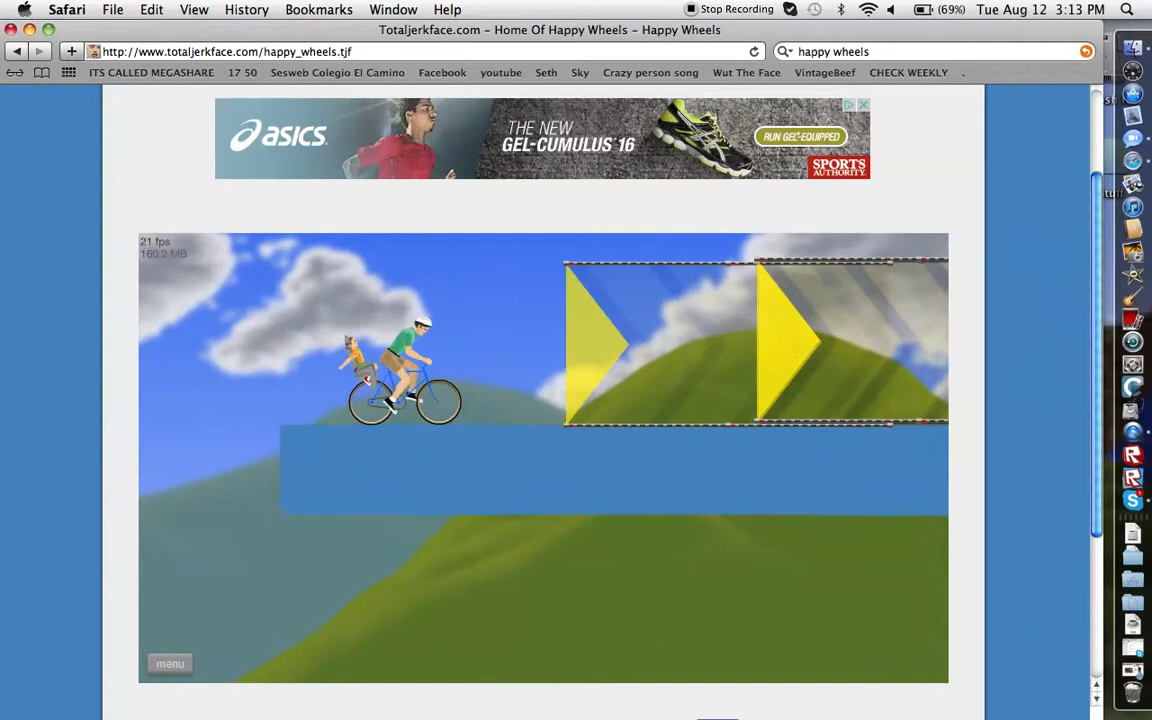 Safari File Edit View History Bookmarks Window Help Stop Recording (69%) Tue Aug 12 3:13 PM
Totaljerkface.com – Home Of Happy Wheels – Happy Wheels
http://www.totaljerkface.com/happy_wheels.tjf happy wheels
ITS CALLED MEGASHARE 17 50 Sesweb Colegio El Camino Facebook youtube Seth Sky Crazy person song Wut The Face VintageBeef CHECK WEEKLY .
asics THE NEW GEL-CUMULUS 16 RUN GEL-EQUIPPED SPORTS AUTHORITY.
21 fps
160.2 MB
menu